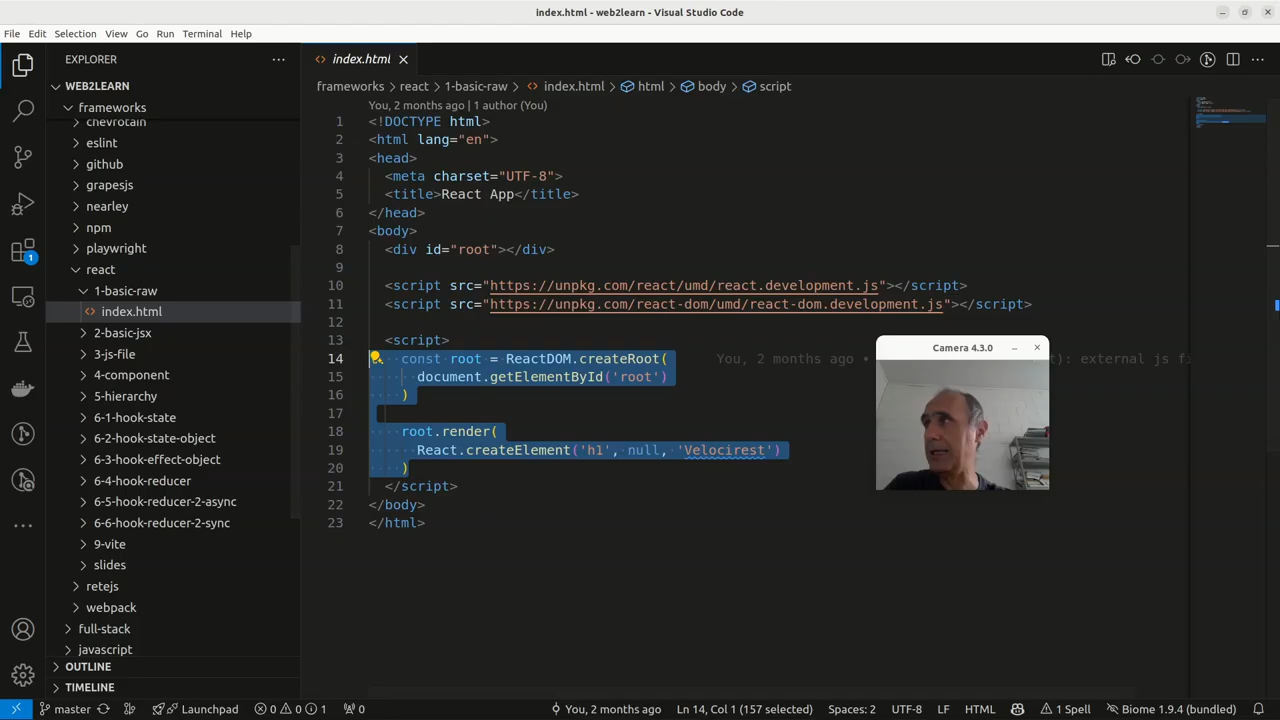 index.html - web2learn - Visual Studio Code
File Edit Selection View Go Run Terminal Help
EXPLORER
WEB2LEARN
frameworks
chevrotain
eslint
github
grapesjs
nearley
npm
playwright
react
1-basic-raw
index.html
2-basic-jsx
3-js-file
4-component
5-hierarchy
6-1-hook-state
6-2-hook-state-object
6-3-hook-effect-object
6-4-hook-reducer
6-5-hook-reducer-2-async
6-6-hook-reducer-2-sync
9-vite
slides
retejs
webpack
full-stack
javascript
OUTLINE
TIMELINE
1
index.html
frameworks > react > 1-basic-raw > index.html > html > body > script
You, 2 months ago | 1 author (You)
1 <!DOCTYPE html>
2 <html lang="en">
3 <head>
4 <meta charset="UTF-8">
5 <title>React App</title>
6 </head>
7 <body>
8 <div id="root"></div>
9
10 <script src="https://unpkg.com/react/umd/react.development.js"></script>
11 <script src="https://unpkg.com/react-dom/umd/react-dom.development.js"></script>
12
13 <script>
14 const root = ReactDOM.createRoot( You, 2 months ago • t): external js fi
15 document.getElementById('root')
16 )
17
18 root.render(
19 React.createElement('h1', null, 'Velocirest')
20 )
21 </script>
22 </body>
23 </html>
Camera 4.3.0
master Launchpad 0 0 1 0 You, 2 months ago Ln 14, Col 1 (157 selected) Spaces: 2 UTF-8 LF HTML 1 Spell Biome 1.9.4 (bundled)